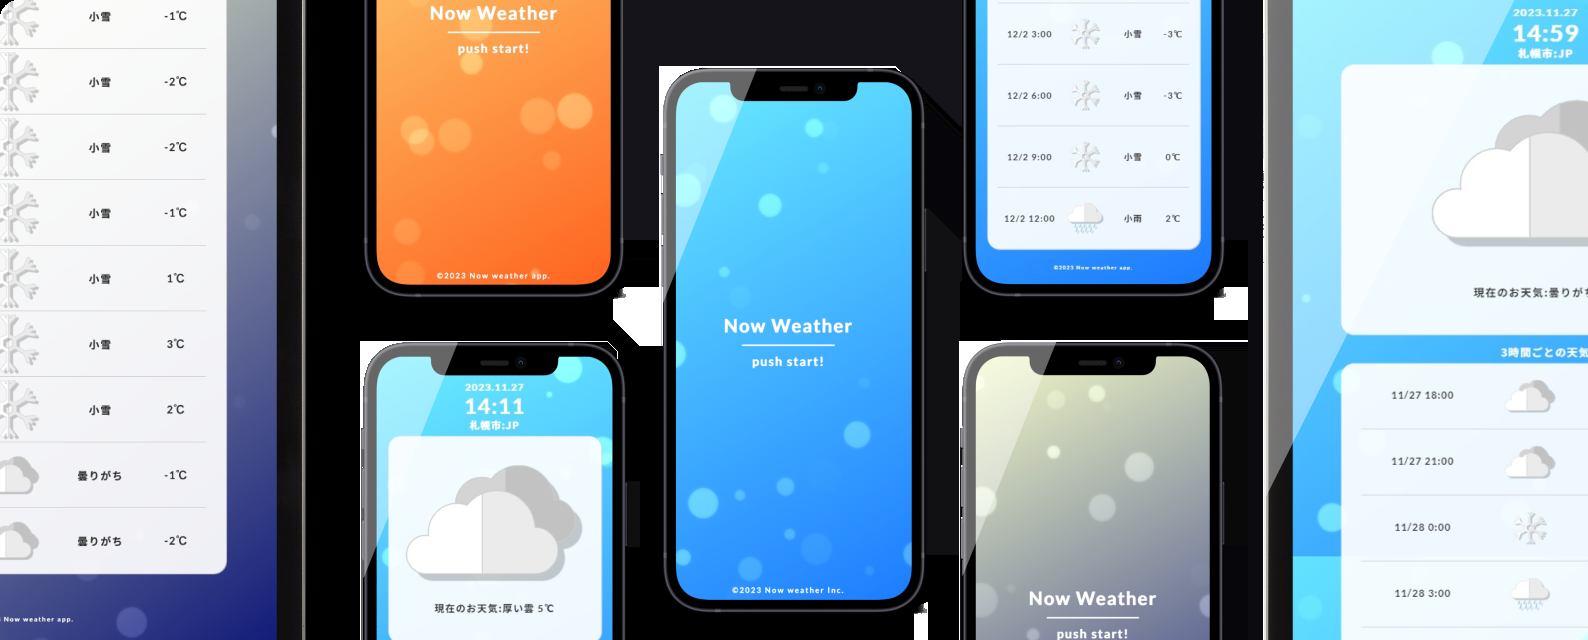 小雪 -1℃
小雪 -2℃
小雪 -2℃
小雪 -1℃
小雪 1℃
小雪 3℃
小雪 2℃
曇りがち -1℃
曇りがち -2℃
Now weather app.
Now Weather
push start!
©2023 Now weather app.
2023.11.27
14:11
札幌市:JP
現在のお天気:厚い雲 5℃
Now Weather
push start!
©2023 Now weather Inc.
12/2 3:00 小雪 -3℃
12/2 6:00 小雪 -3℃
12/2 9:00 小雪 0℃
12/2 12:00 小雨 2℃
©2023 Now weather app.
Now Weather
push start!
2023.11.27
14:59
札幌市:JP
現在のお天気:曇りがち
3時間ごとの天気
11/27 18:00
11/27 21:00
11/28 0:00
11/28 3:00